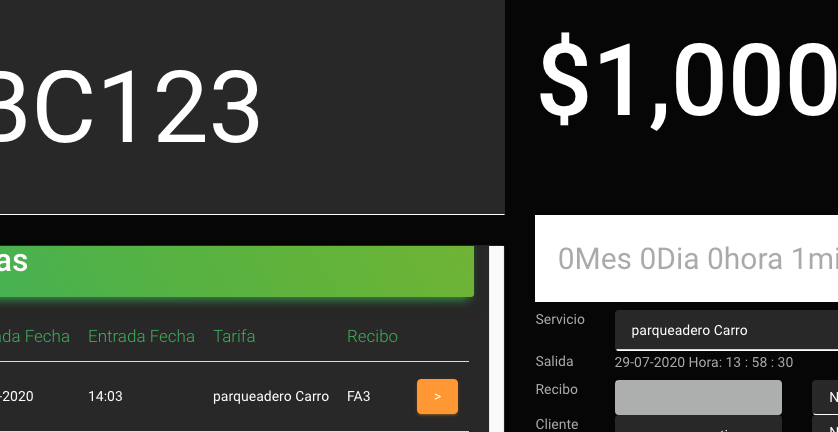 BC123
$1,000
as
0Mes 0Dia 0hora 1mi
ada Fecha Entrada Fecha Tarifa Recibo
-2020 14:03 parqueadero Carro FA3 >
Servicio parqueadero Carro
Salida 29-07-2020 Hora: 13 : 58 : 30
Recibo N
Cliente